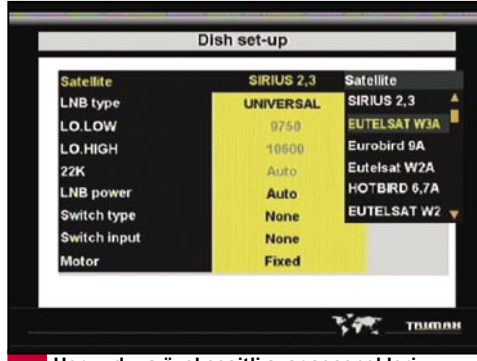 Dish set-up
Satellite SIRIUS 2,3 Satellite
LNB type UNIVERSAL SIRIUS 2,3
LO.LOW 9750 EUTELSAT W3A
LO.HIGH 10600 Eurobird 9A
22K Auto Eutelsat W2A
LNB power Auto HOTBIRD 6,7A
Switch type None EUTELSAT W2
Switch input None
Motor Fixed
TRIMAX